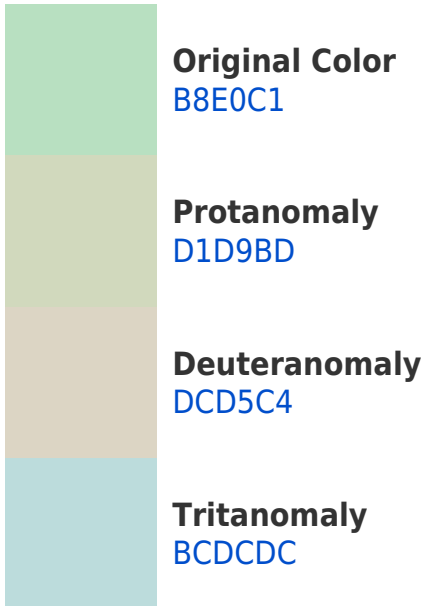 Original Color
B8E0C1
Protanomaly
D1D9BD
Deuteranomaly
DCD5C4
Tritanomaly
BCDCDC